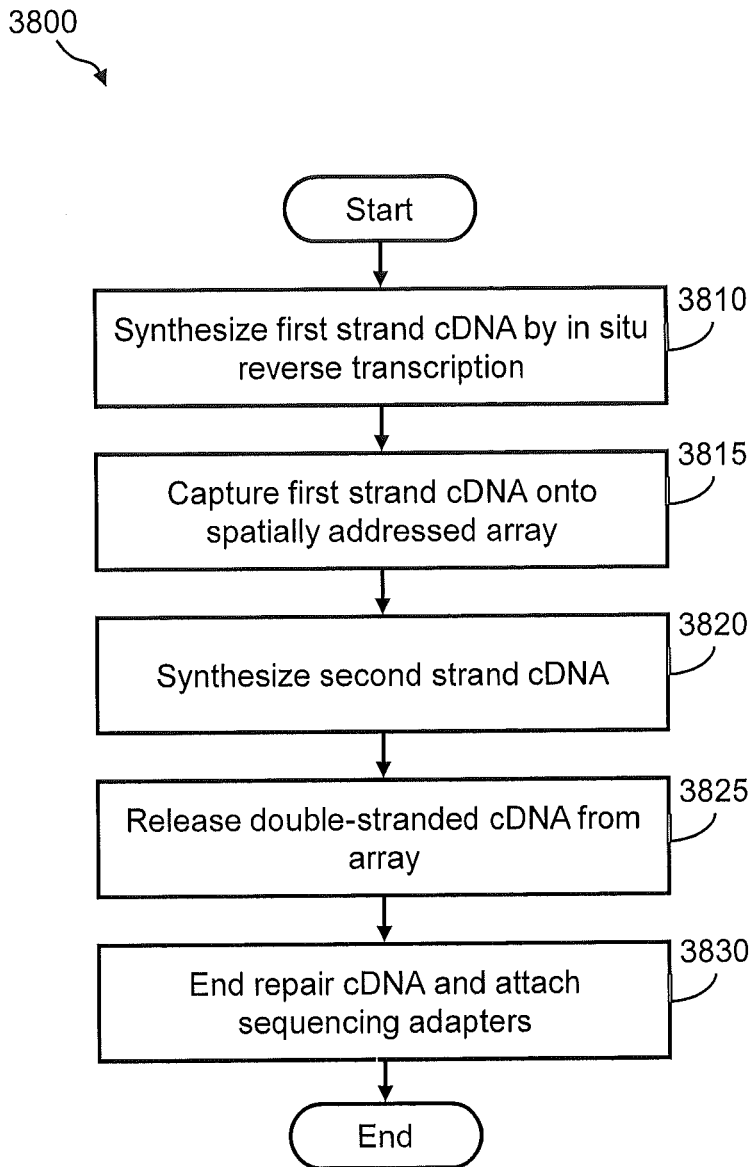 3800
Start
3810
Synthesize first strand cDNA by in situ
reverse transcription
3815
Capture first strand cDNA onto
spatially addressed array
3820
Synthesize second strand cDNA
3825
Release double-stranded cDNA from
array
3830
End repair cDNA and attach
sequencing adapters
End